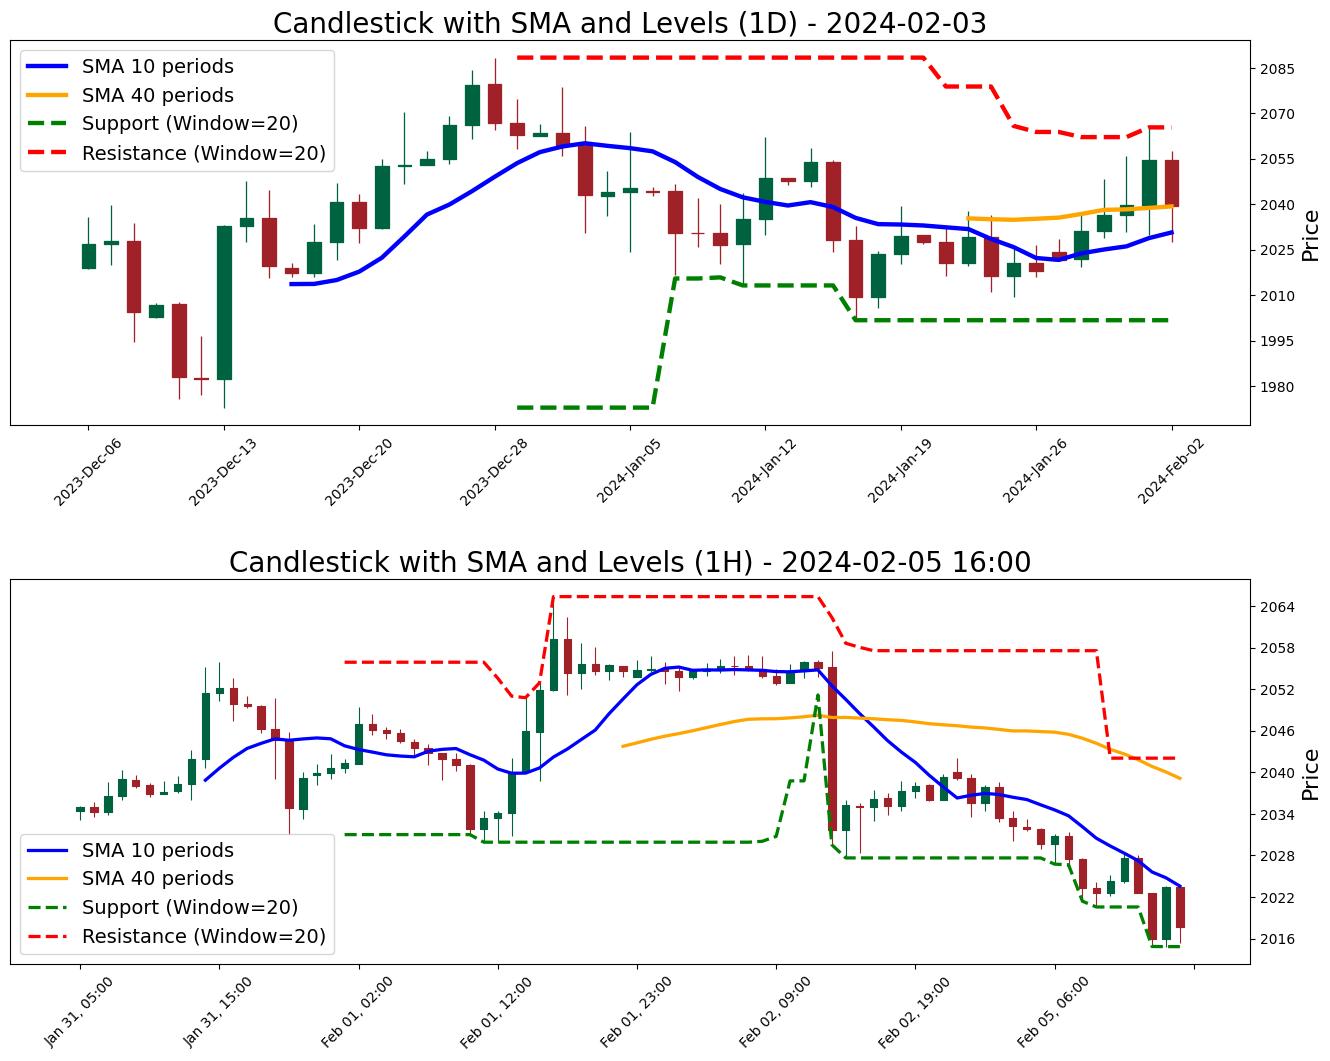 Candlestick with SMA and Levels (1D) - 2024-02-03
SMA 10 periods
SMA 40 periods
Support (Window=20)
Resistance (Window=20)
2085
2070
2055
2040
2025
2010
1995
1980
Price
2023-Dec-06
2023-Dec-13
2023-Dec-20
2023-Dec-28
2024-Jan-05
2024-Jan-12
2024-Jan-19
2024-Jan-26
2024-Feb-02
Candlestick with SMA and Levels (1H) - 2024-02-05 16:00
2064
2058
2052
2046
2040
2034
2028
2022
2016
Price
SMA 10 periods
SMA 40 periods
Support (Window=20)
Resistance (Window=20)
Jan 31, 05:00
Jan 31, 15:00
Feb 01, 02:00
Feb 01, 12:00
Feb 01, 23:00
Feb 02, 09:00
Feb 02, 19:00
Feb 05, 06:00